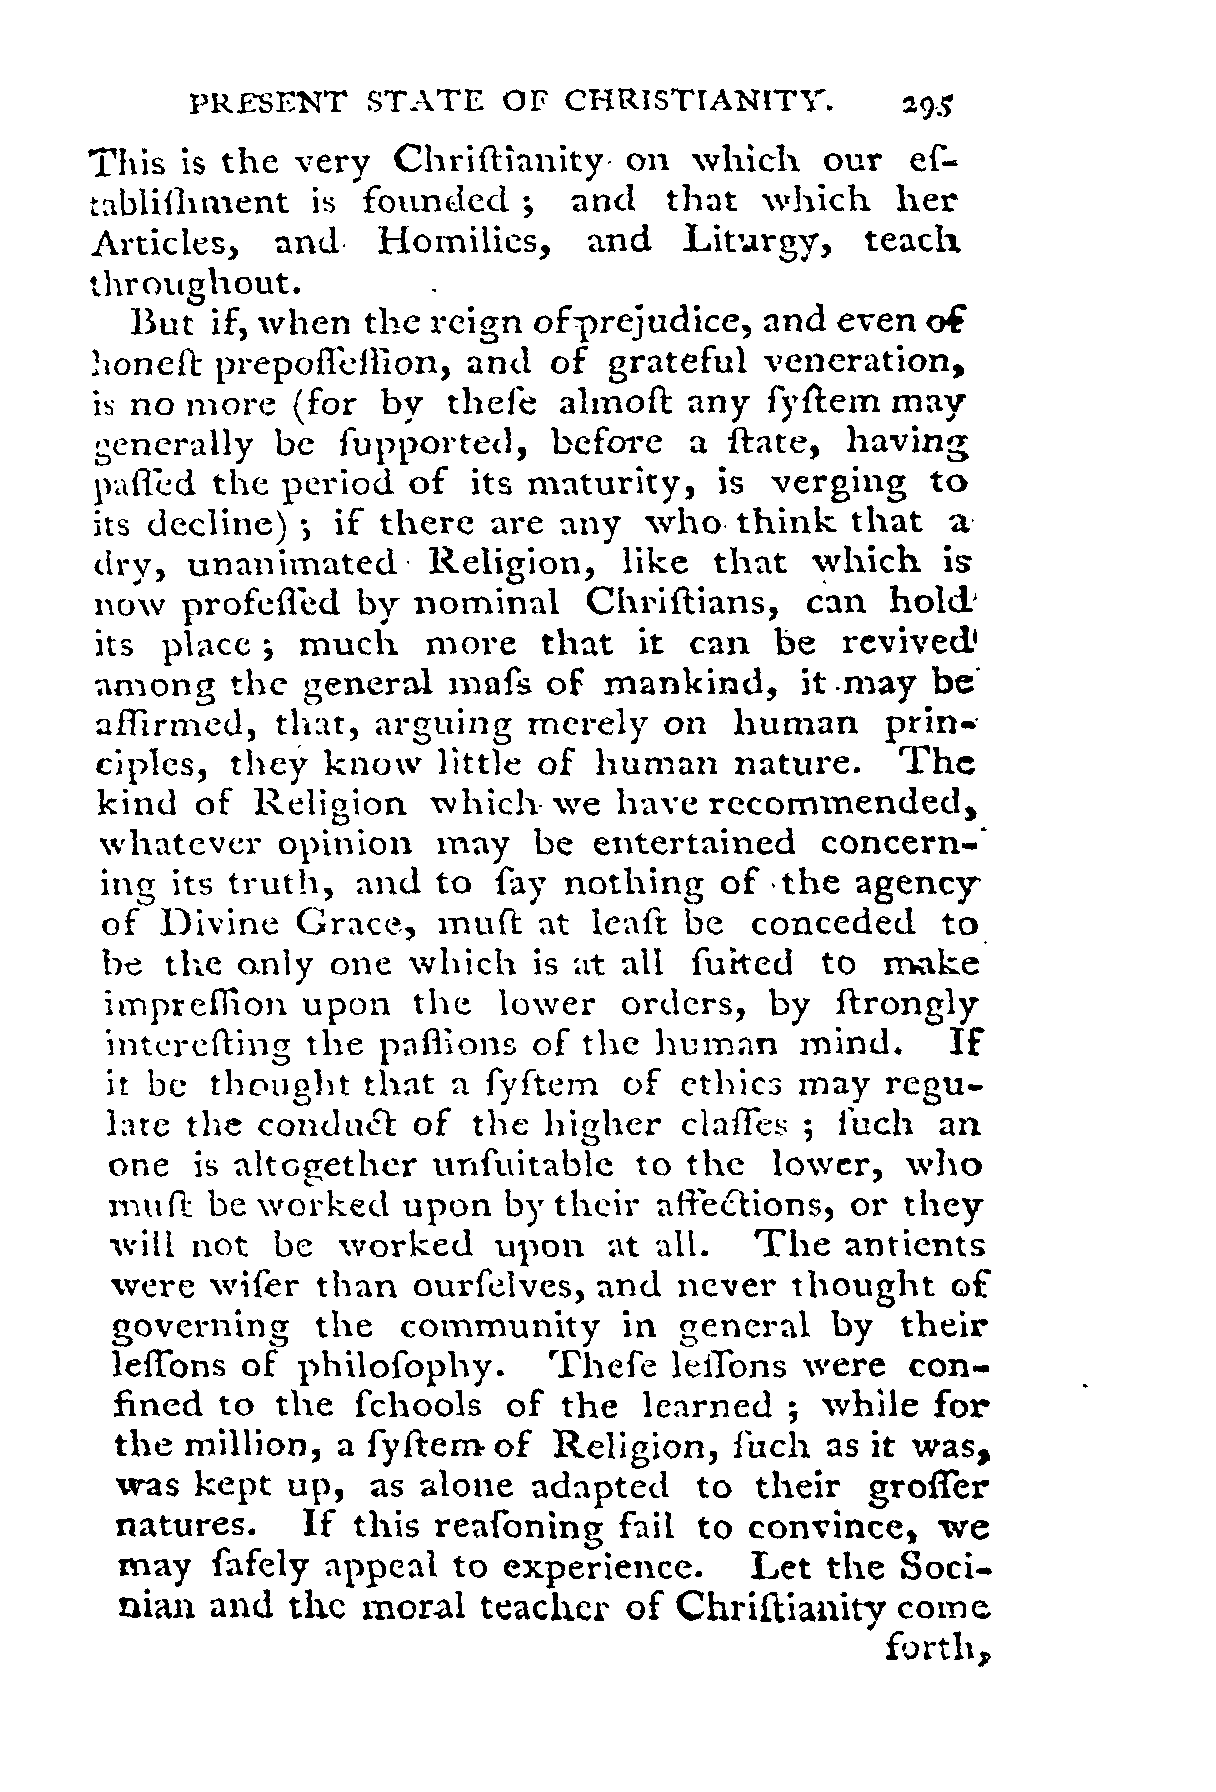 PRESENT STATE OF CHRISTIANITY. 295
This is the very Chriſtianity on which our eſ-
tabliſhment is founded ; and that which her
Articles, and Homilies, and Liturgy, teach
throughout.
But if, when the reign of prejudice, and even of
honeſt prepoſſeſſion, and of grateful veneration,
is no more (for by theſe almoſt any ſyſtem may
generally be ſupported, before a ſtate, having
paſſed the period of its maturity, is verging to
its decline) ; if there are any who think that a
dry, unanimated Religion, like that which is
now profeſſed by nominal Chriſtians, can hold
its place ; much more that it can be revived
among the general maſs of mankind, it may be
affirmed, that, arguing merely on human prin-
ciples, they know little of human nature. The
kind of Religion which we have recommended,
whatever opinion may be entertained concern-
ing its truth, and to ſay nothing of the agency
of Divine Grace, muſt at leaſt be conceded to
be the only one which is at all ſuited to make
impreſſion upon the lower orders, by ſtrongly
intereſting the paſſions of the human mind. If
it be thought that a ſyſtem of ethics may regu-
late the conduct of the higher claſſes ; ſuch an
one is altogether unſuitable to the lower, who
muſt be worked upon by their affections, or they
will not be worked upon at all. The antients
were wiſer than ourſelves, and never thought of
governing the community in general by their
leſſons of philoſophy. Theſe leſſons were con-
fined to the ſchools of the learned ; while for
the million, a ſyſtem of Religion, ſuch as it was,
was kept up, as alone adapted to their groſſer
natures. If this reaſoning fail to convince, we
may ſafely appeal to experience. Let the Soci-
nian and the moral teacher of Chriſtianity come
forth,